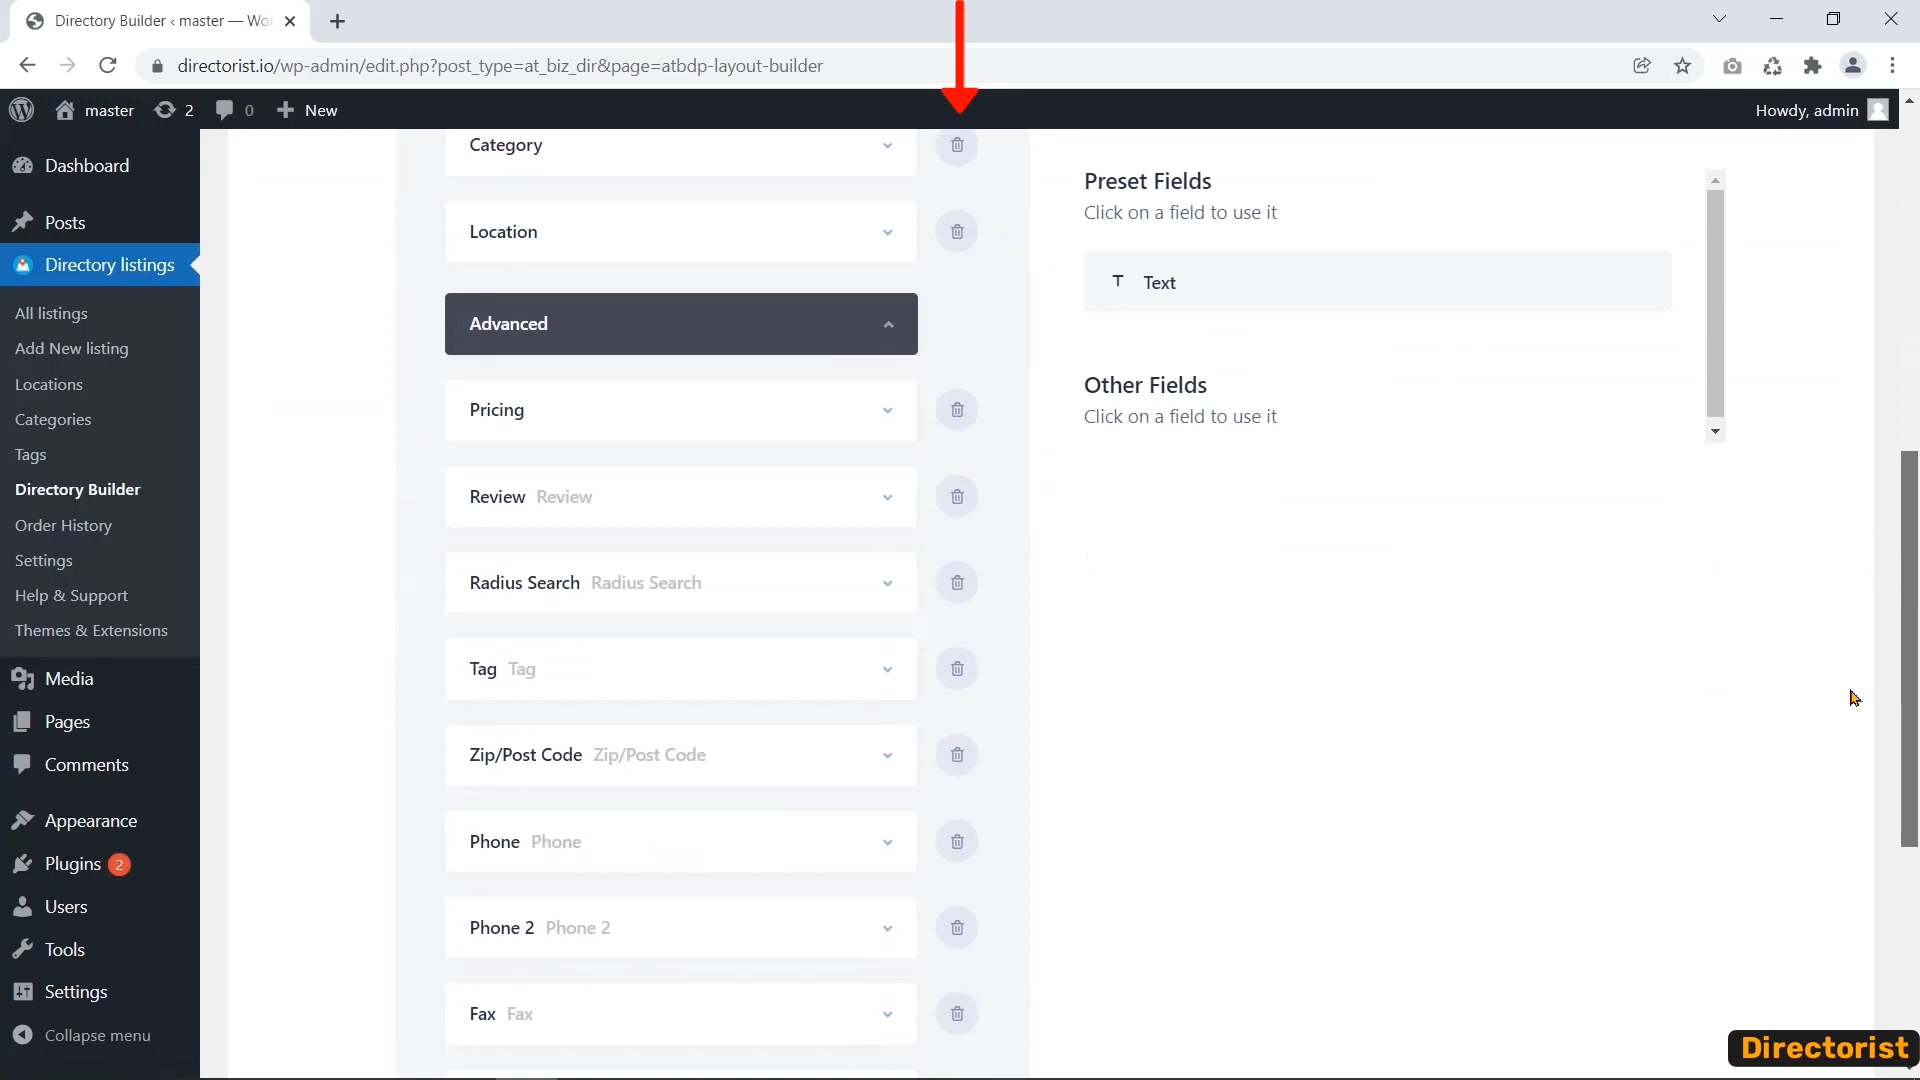 Directory Builder ‹ master — Wo
directorist.io/wp-admin/edit.php?post_type=at_biz_dir&page=atbdp-layout-builder
master
2
0
New
Howdy, admin
Dashboard
Posts
Directory listings
All listings
Add New listing
Locations
Categories
Tags
Directory Builder
Order History
Settings
Help & Support
Themes & Extensions
Media
Pages
Comments
Appearance
Plugins 2
Users
Tools
Settings
Collapse menu
Category
Location
Advanced
Pricing
Review Review
Radius Search Radius Search
Tag Tag
Zip/Post Code Zip/Post Code
Phone Phone
Phone 2 Phone 2
Fax Fax
Preset Fields
Click on a field to use it
T Text
Other Fields
Click on a field to use it
Directorist